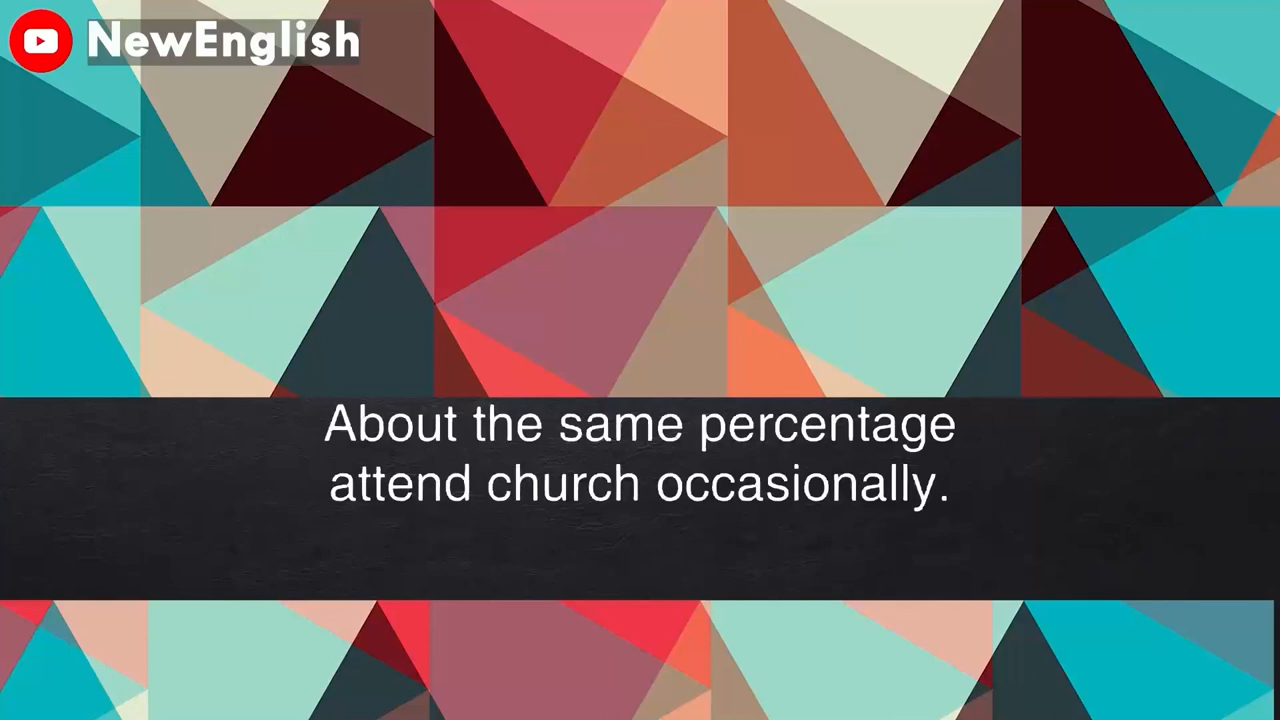 NewEnglish
About the same percentage
attend church occasionally.